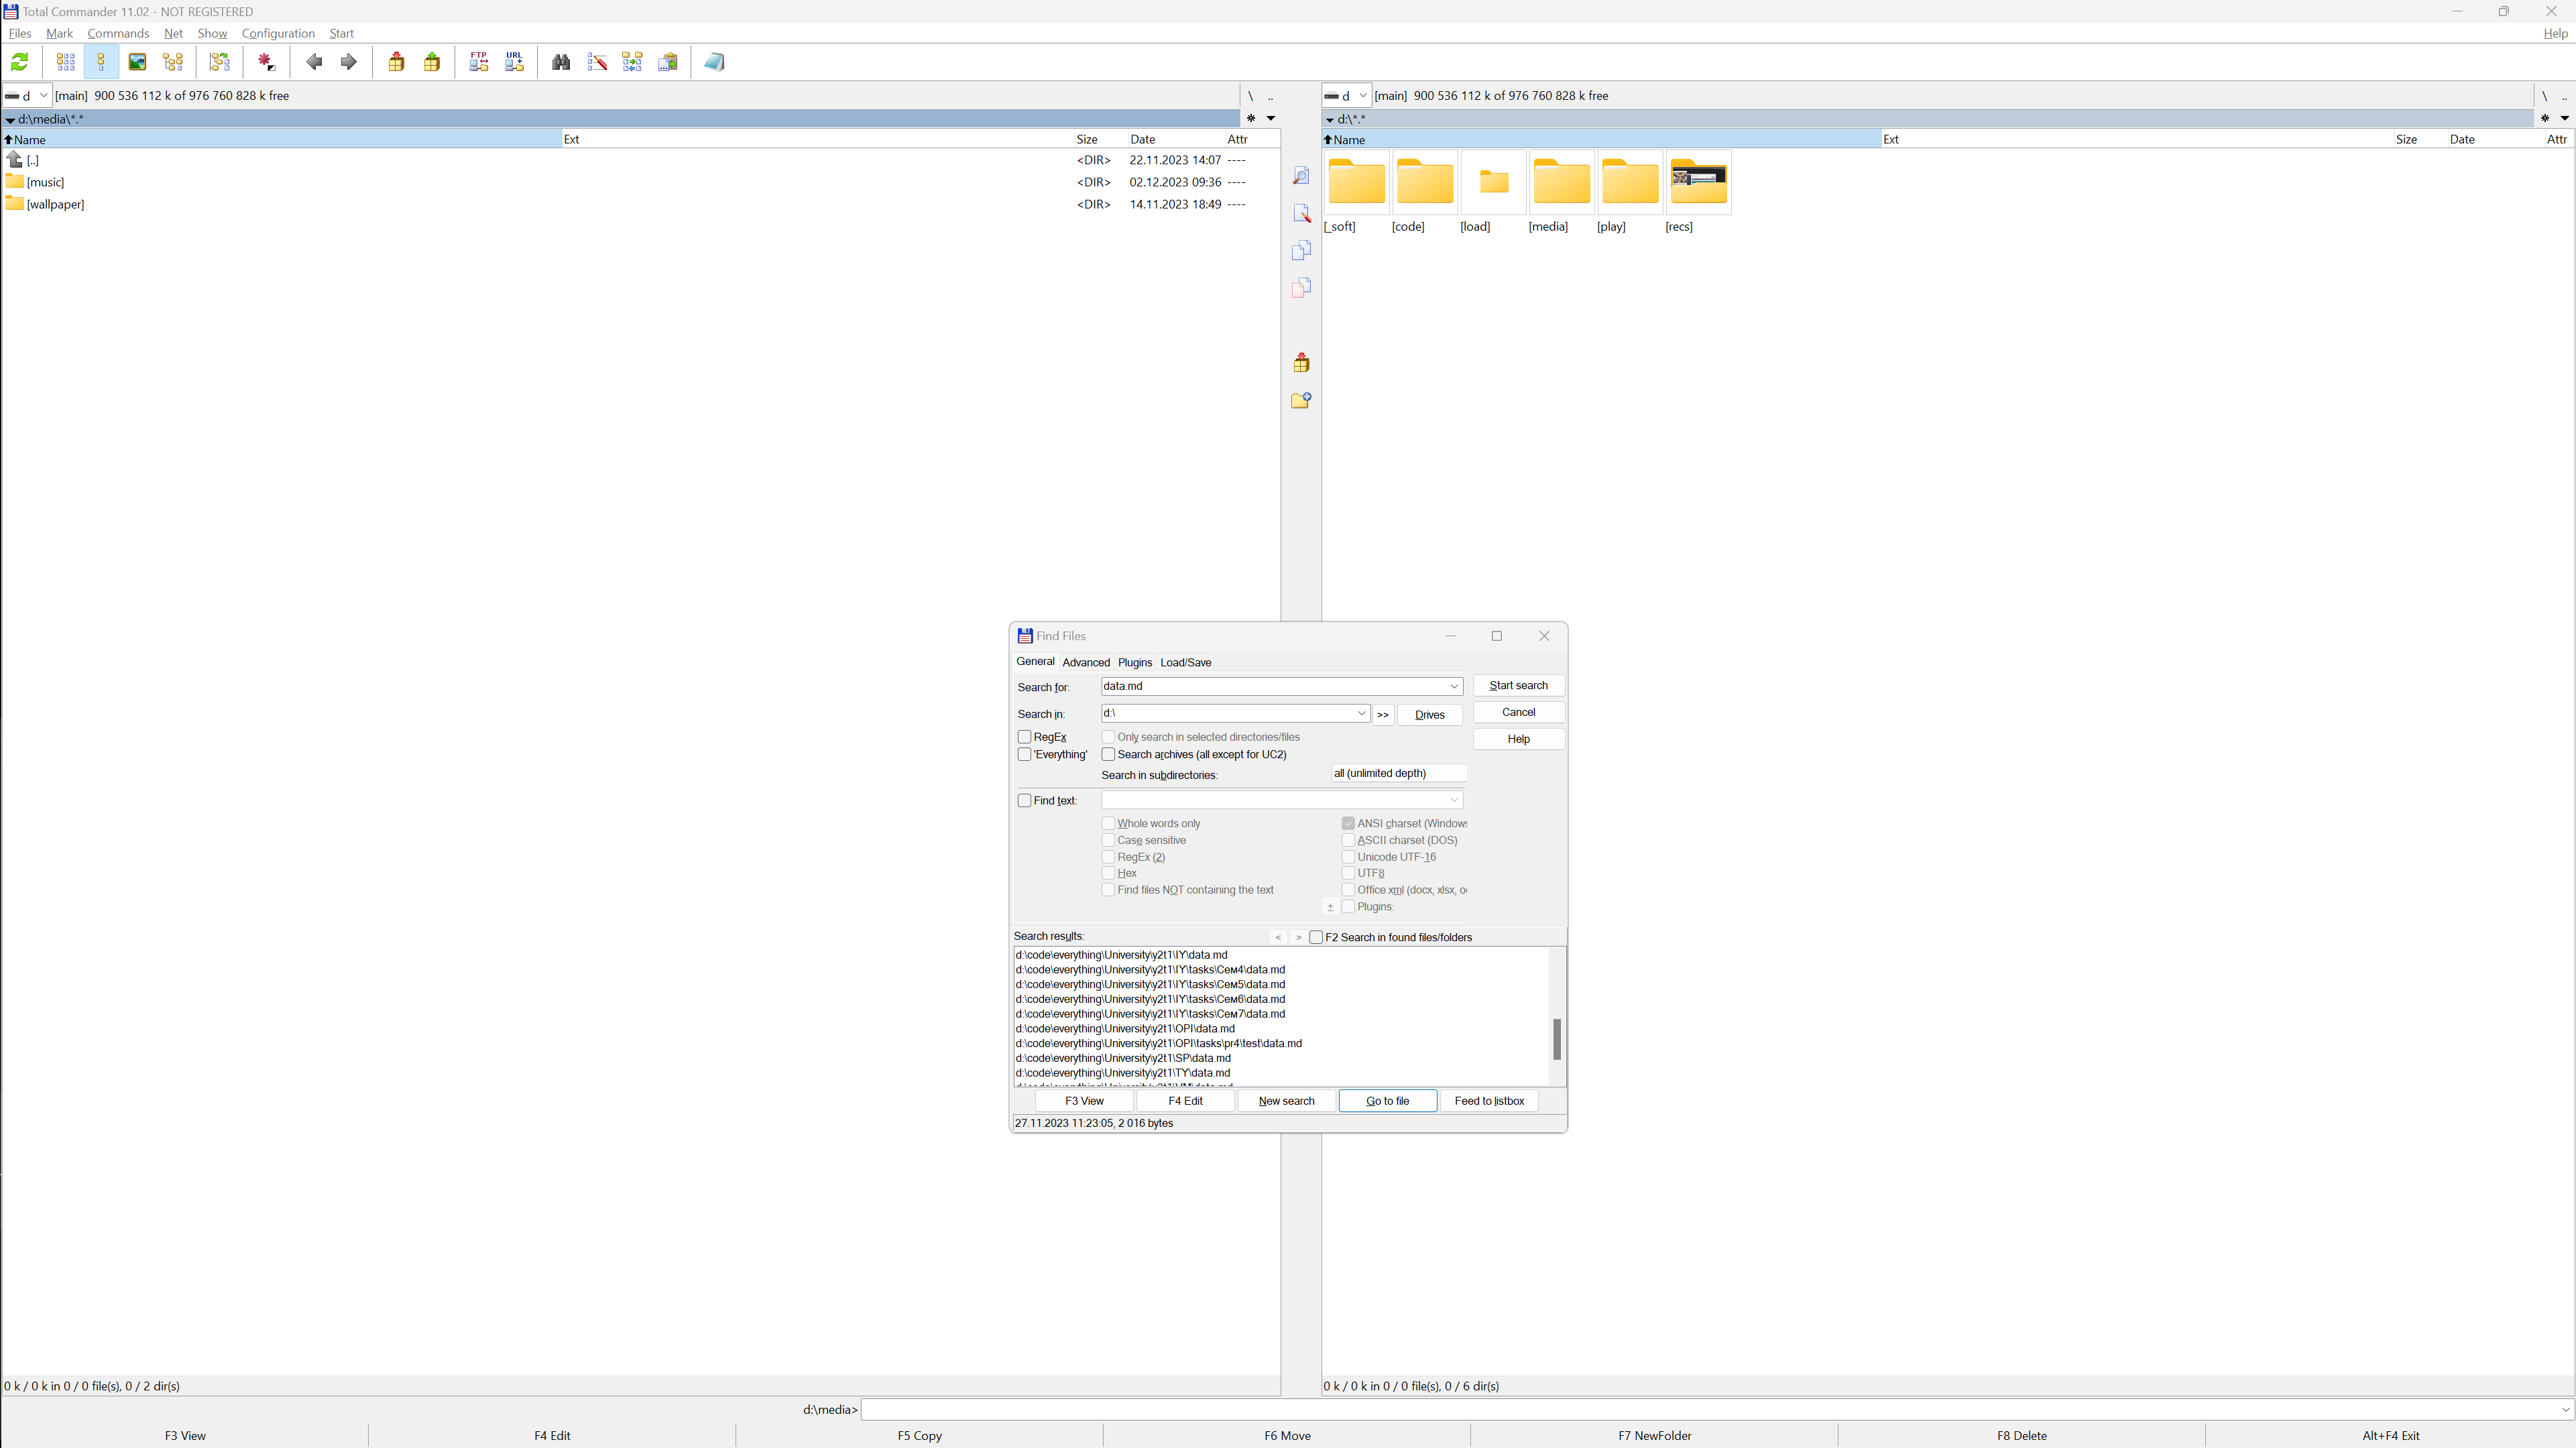 Total Commander 11.02 - NOT REGISTERED
Files Mark Commands Net Show Configuration Start Help
FTP URL
d [main] 900 536 112 k of 976 760 828 k free \ ..
d [main] 900 536 112 k of 976 760 828 k free \ ..
d:\media\*.* *
d:\*.* *
Name Ext Size Date Attr
Name Ext Size Date Attr
[..] <DIR> 22.11.2023 14:07 ----
[music] <DIR> 02.12.2023 09:36 ----
[wallpaper] <DIR> 14.11.2023 18:49 ----
[_soft] [code] [load] [media] [play] [recs]
Find Files
General Advanced Plugins Load/Save
Search for: data.md Start search
Search in: d:\ >> Drives Cancel
RegEx Only search in selected directories/files Help
'Everything' Search archives (all except for UC2)
Search in subdirectories: all (unlimited depth)
Find text:
Whole words only ANSI charset (Windows
Case sensitive ASCII charset (DOS)
RegEx (2) Unicode UTF-16
Hex UTF8
Find files NOT containing the text Office xml (docx, xlsx, o
± Plugins:
Search results: < > F2 Search in found files/folders
d:\code\everything\University\y2t1\IY\data.md
d:\code\everything\University\y2t1\IY\tasks\Сем4\data.md
d:\code\everything\University\y2t1\IY\tasks\Сем5\data.md
d:\code\everything\University\y2t1\IY\tasks\Сем6\data.md
d:\code\everything\University\y2t1\IY\tasks\Сем7\data.md
d:\code\everything\University\y2t1\OPI\data.md
d:\code\everything\University\y2t1\OPI\tasks\pr4\test\data.md
d:\code\everything\University\y2t1\SP\data.md
d:\code\everything\University\y2t1\TY\data.md
F3 View F4 Edit New search Go to file Feed to listbox
27.11.2023 11:23:05, 2 016 bytes
0 k / 0 k in 0 / 0 file(s), 0 / 2 dir(s)
0 k / 0 k in 0 / 0 file(s), 0 / 6 dir(s)
d:\media>
F3 View F4 Edit F5 Copy F6 Move F7 NewFolder F8 Delete Alt+F4 Exit